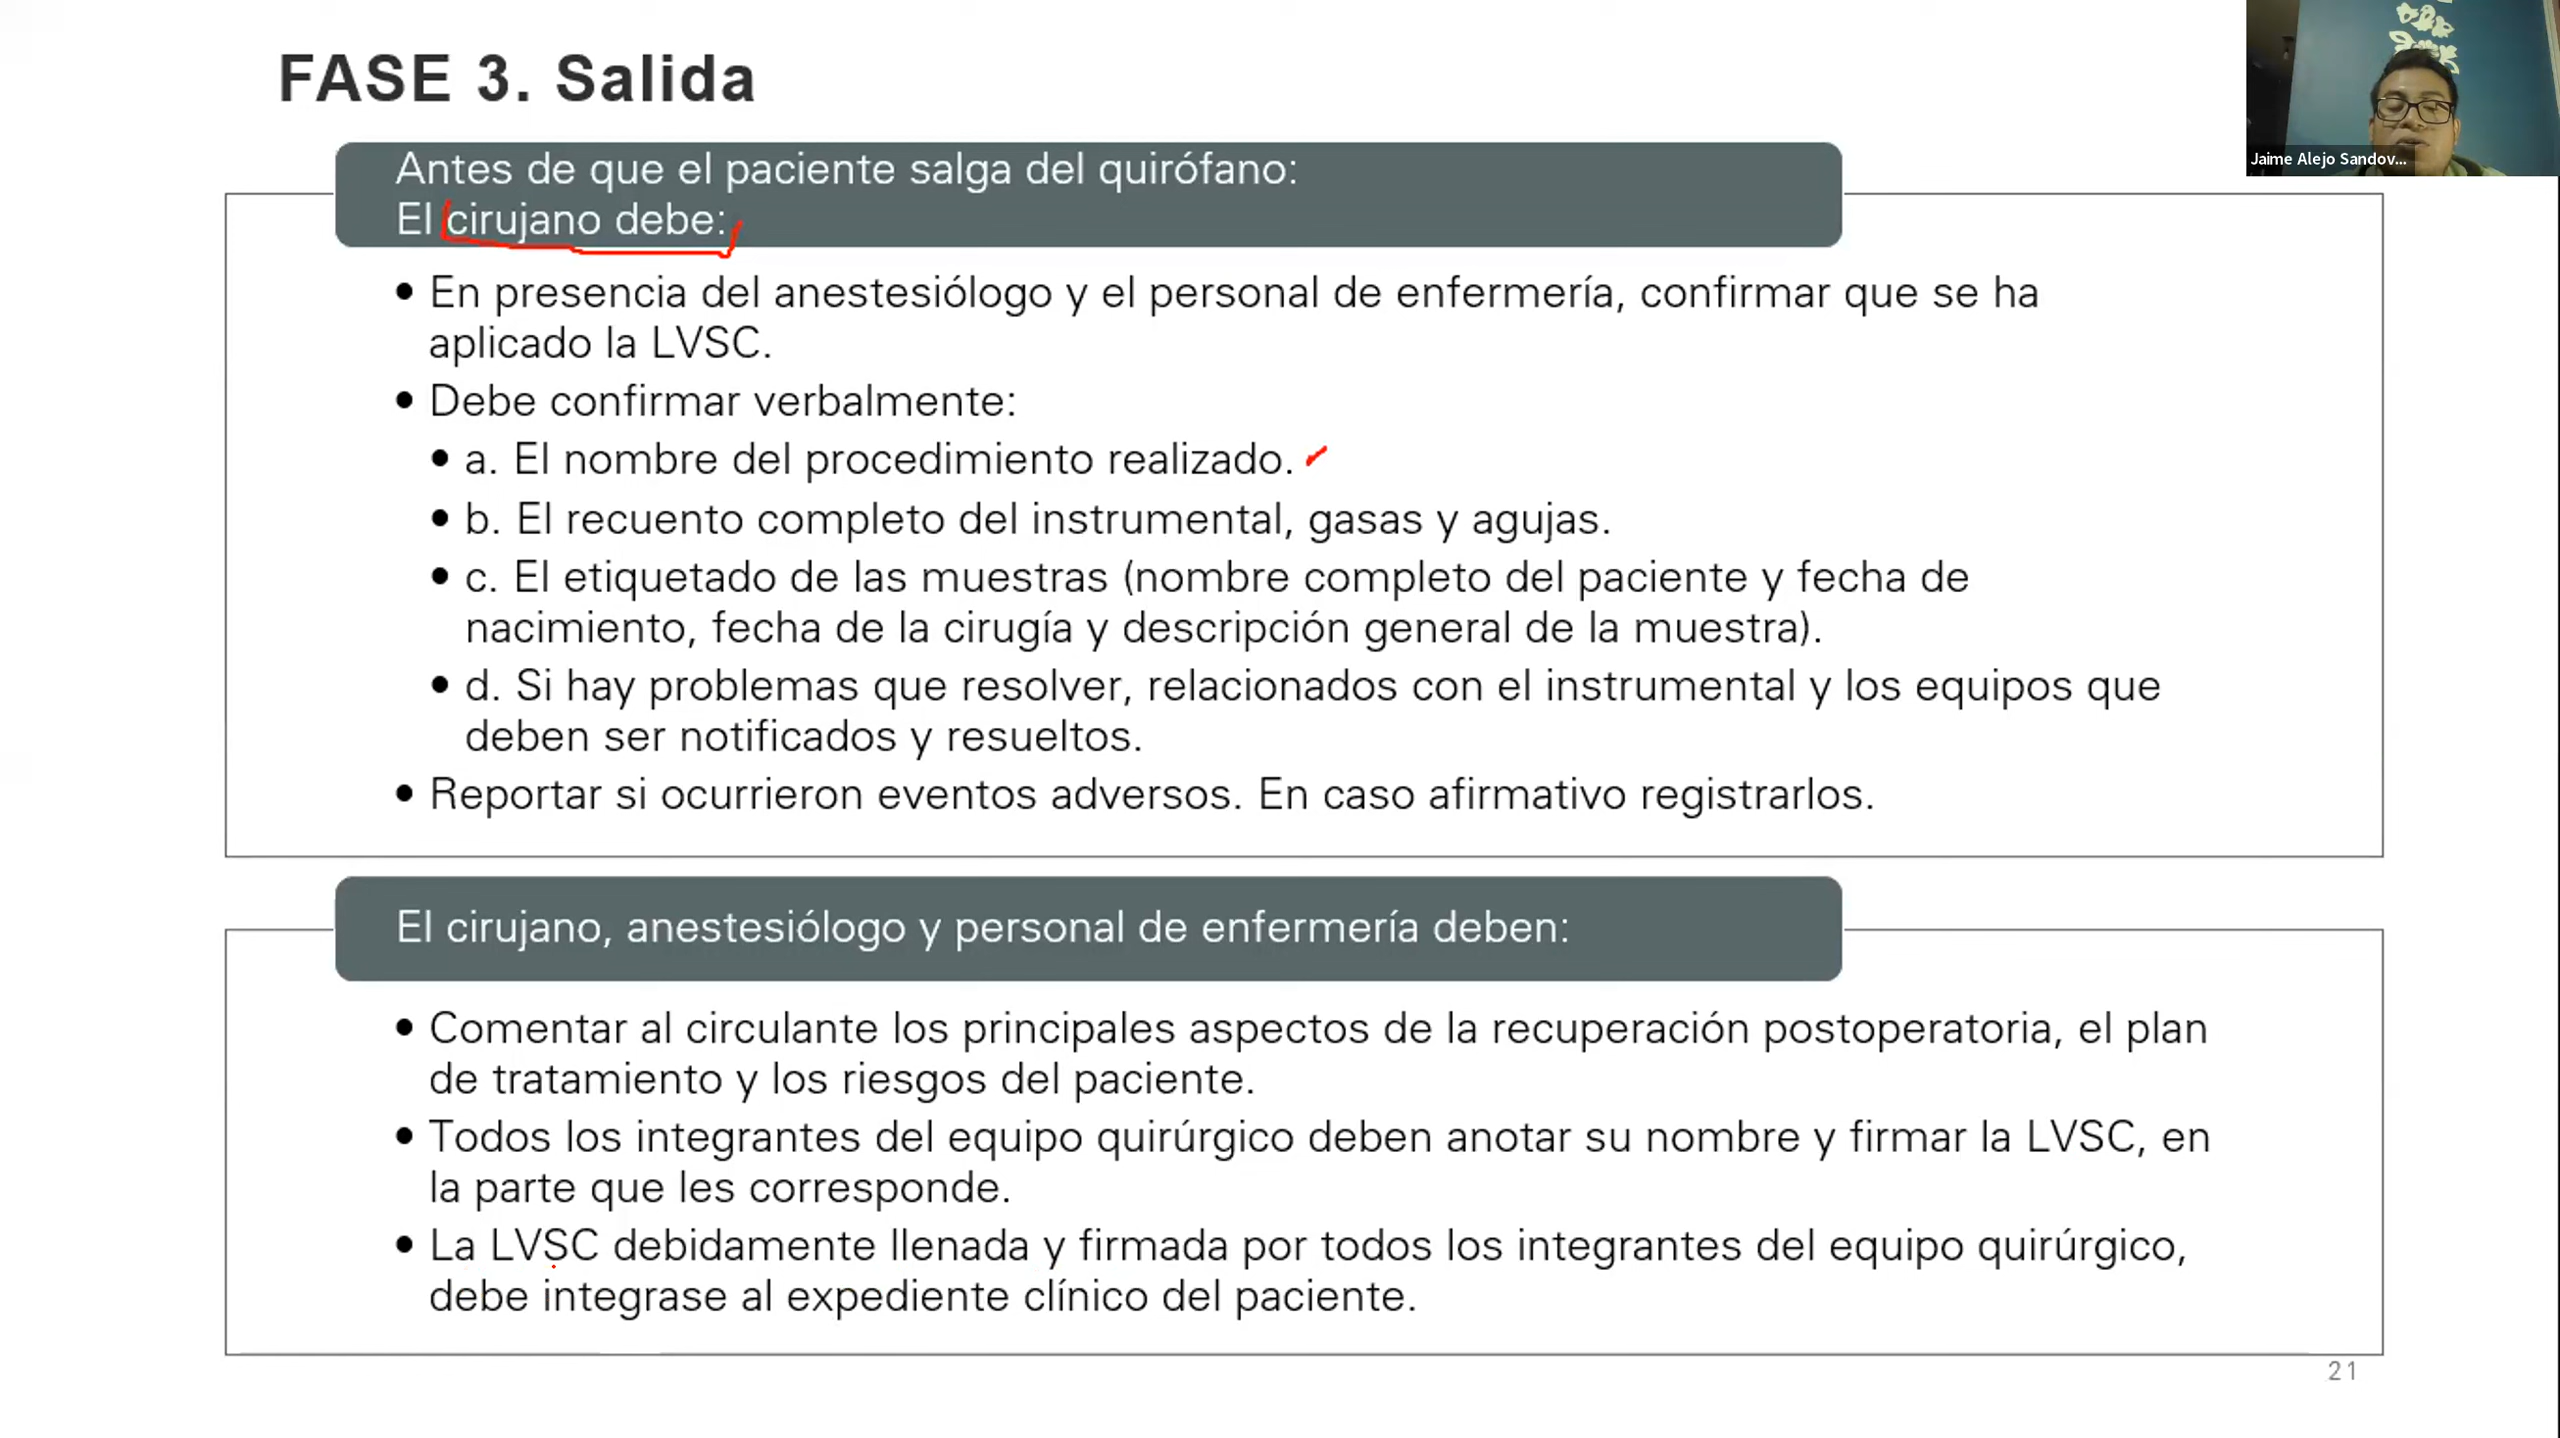 FASE 3. Salida
Jaime Alejo Sandov...
Antes de que el paciente salga del quirófano:
El cirujano debe:
• En presencia del anestesiólogo y el personal de enfermería, confirmar que se ha
aplicado la LVSC.
• Debe confirmar verbalmente:
• a. El nombre del procedimiento realizado.
• b. El recuento completo del instrumental, gasas y agujas.
• c. El etiquetado de las muestras (nombre completo del paciente y fecha de
nacimiento, fecha de la cirugía y descripción general de la muestra).
• d. Si hay problemas que resolver, relacionados con el instrumental y los equipos que
deben ser notificados y resueltos.
• Reportar si ocurrieron eventos adversos. En caso afirmativo registrarlos.
El cirujano, anestesiólogo y personal de enfermería deben:
• Comentar al circulante los principales aspectos de la recuperación postoperatoria, el plan
de tratamiento y los riesgos del paciente.
• Todos los integrantes del equipo quirúrgico deben anotar su nombre y firmar la LVSC, en
la parte que les corresponde.
• La LVSC debidamente llenada y firmada por todos los integrantes del equipo quirúrgico,
debe integrase al expediente clínico del paciente.
21